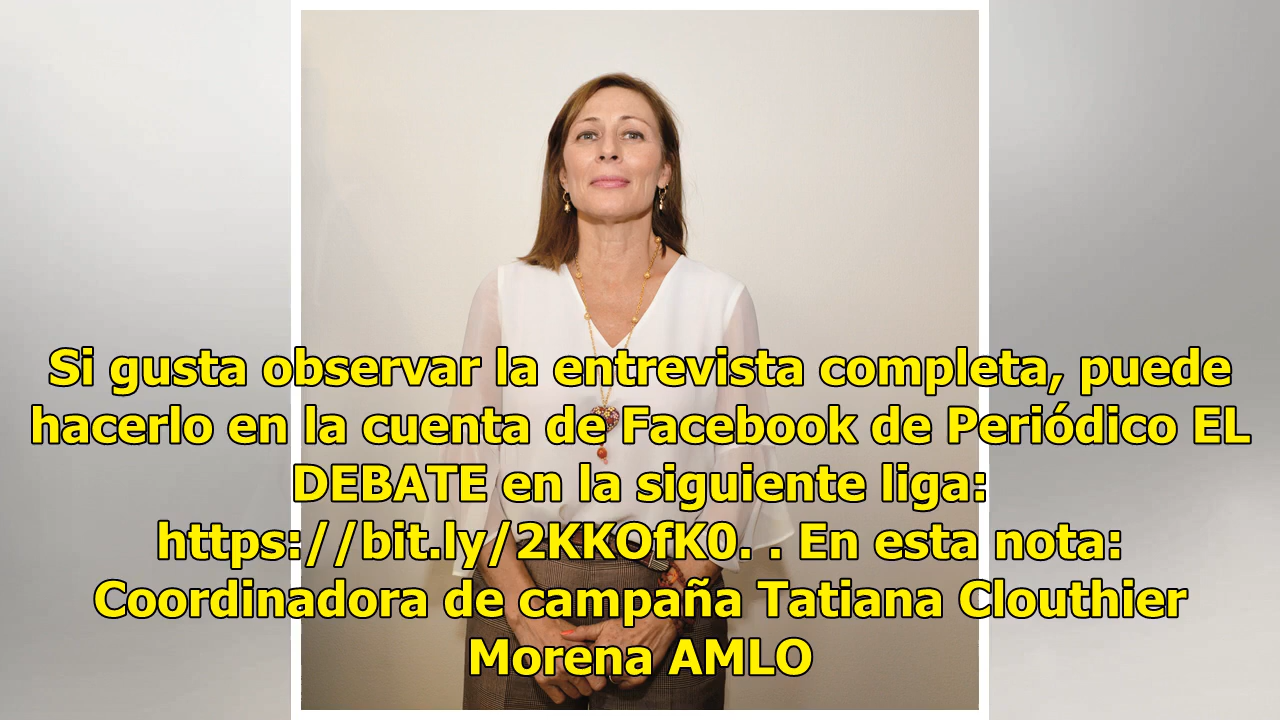 Si gusta observar la entrevista completa, puede
hacerlo en la cuenta de Facebook de Periódico EL
DEBATE en la siguiente liga:
https://bit.ly/2KKOfK0. . En esta nota:
Coordinadora de campaña Tatiana Clouthier
Morena AMLO